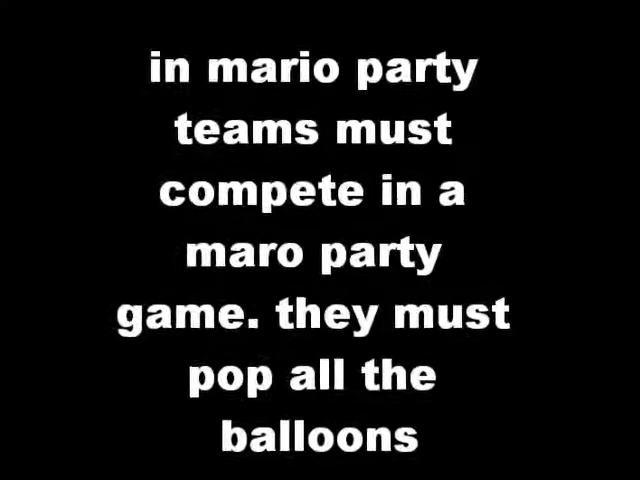 in mario party
teams must
compete in a
maro party
game. they must
pop all the
balloons